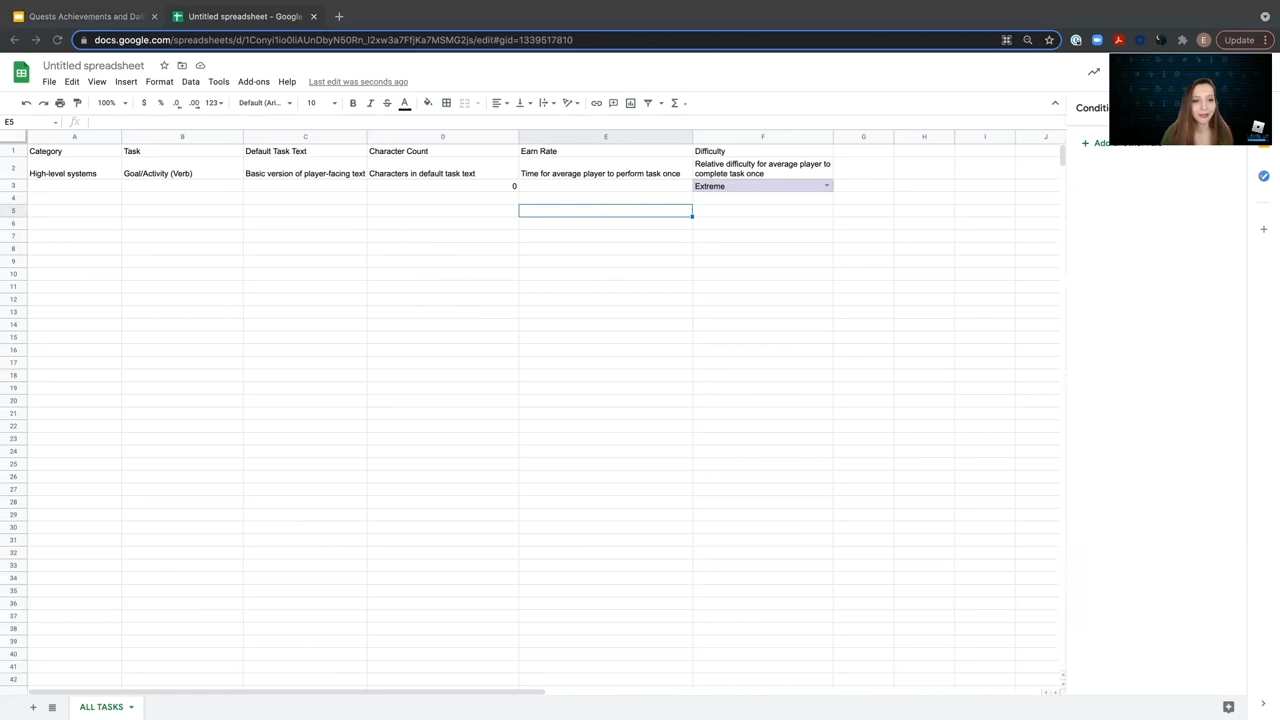 Quests Achievements and Dai
Untitled spreadsheet - Google
docs.google.com/spreadsheets/d/1Conyi1io0liAUnDbyN50Rn_I2xw3a7FfjKa7MSMG2js/edit#gid=1339517810
Update
Untitled spreadsheet
File Edit View Insert Format Data Tools Add-ons Help Last edit was seconds ago
100% $ % .0 .00 123 Default (Ari... 10 B I S A Σ
Conditio
E5 fx
+ Add
A B C D E F G H I J
1 Category Task Default Task Text Character Count Earn Rate Difficulty
2 High-level systems Goal/Activity (Verb) Basic version of player-facing text Characters in default task text Time for average player to perform task once Relative difficulty for average player to complete task once
3 0 Extreme
4
5
6
7
8
9
10
11
12
13
14
15
16
17
18
19
20
21
22
23
24
25
26
27
28
29
30
31
32
33
34
35
36
37
38
39
40
41
42
ALL TASKS